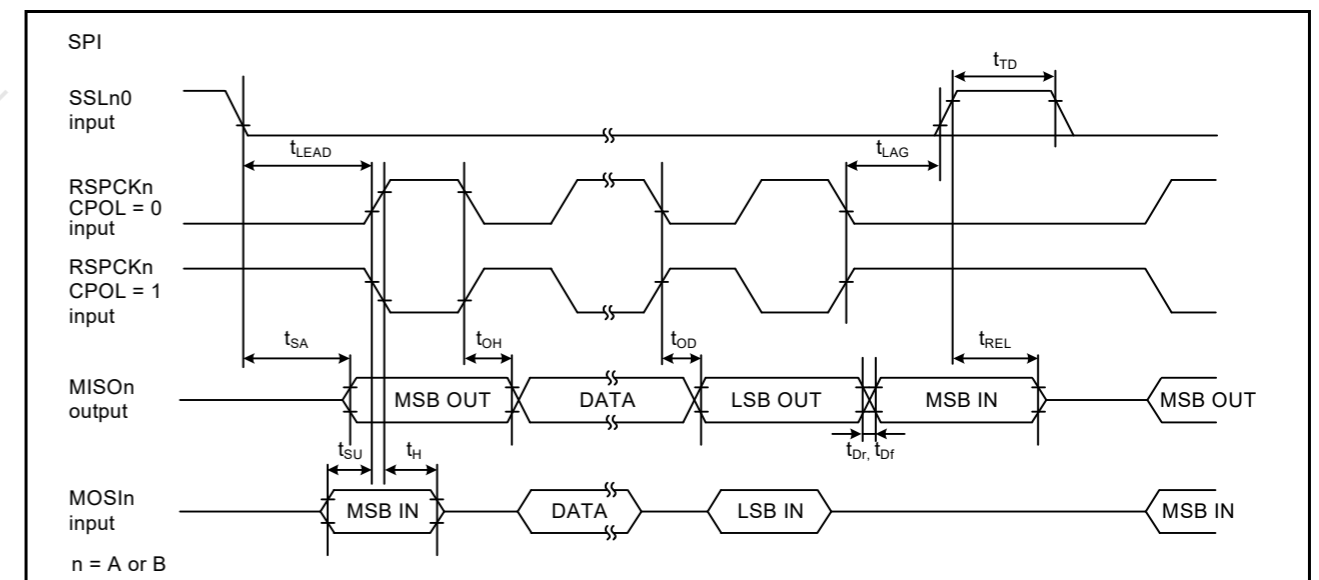 SPI
tTD
SSLn0
input
tLEAD
tLAG
RSPCKn
CPOL = 0
input
RSPCKn
CPOL = 1
input
tSA tOH tOD tREL
MISOn
output
MSB OUT DATA LSB OUT MSB IN MSB OUT
tSU tH tDr, tDf
MOSIn
input
MSB IN DATA LSB IN MSB IN
n = A or B